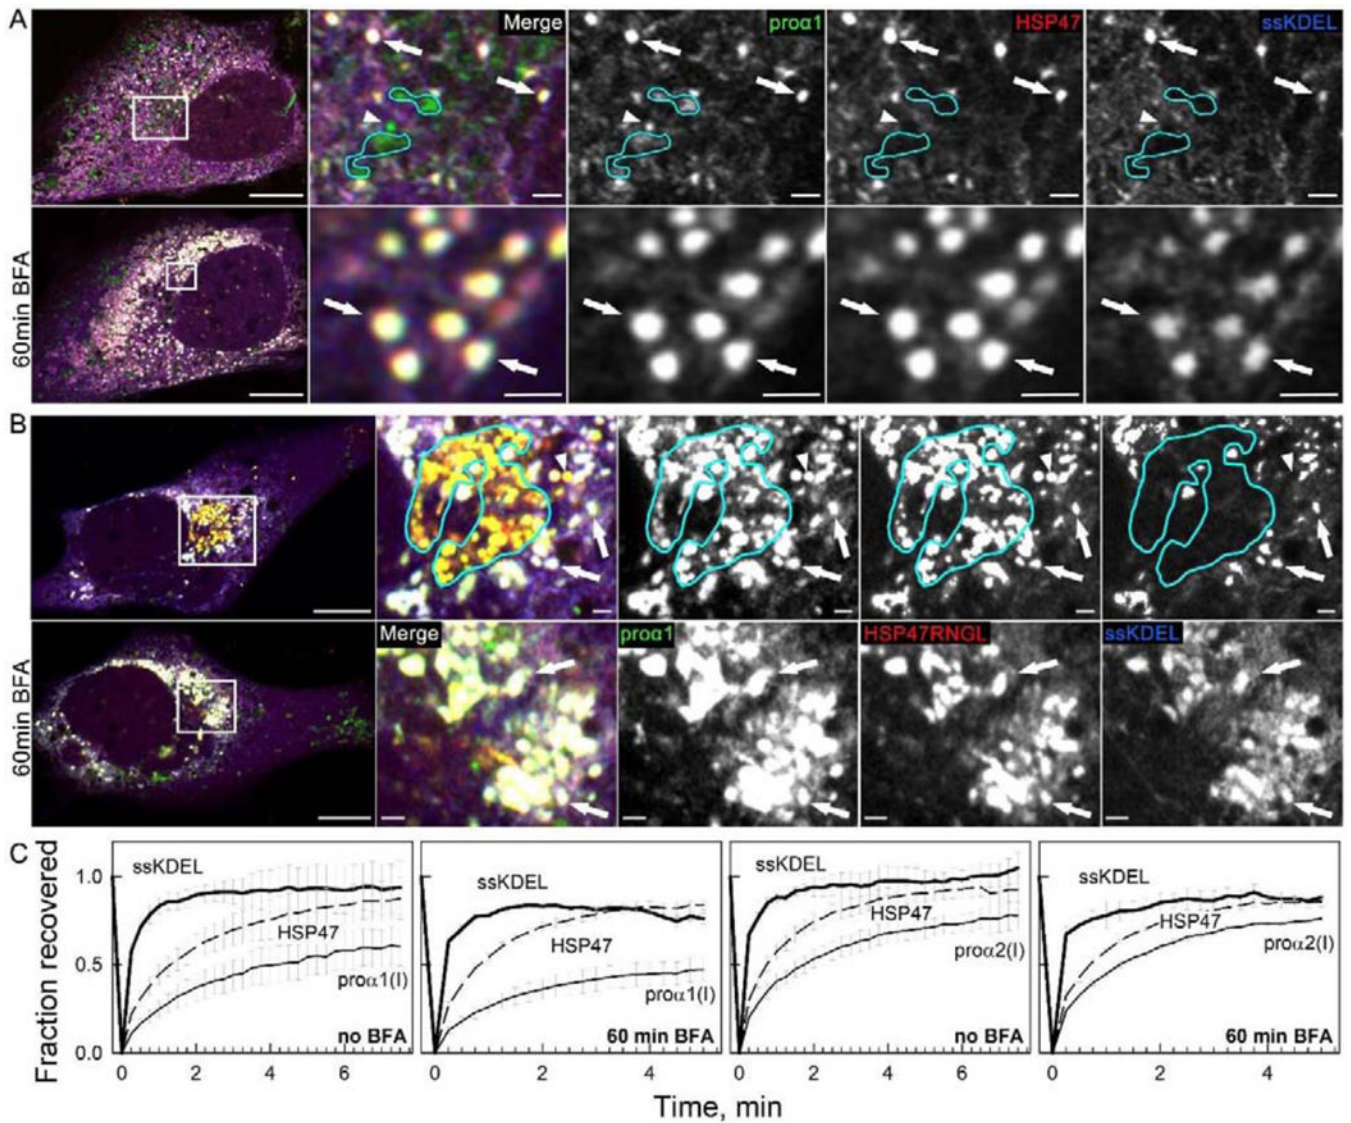 A
Merge
proα1
HSP47
ssKDEL
60min BFA
B
60min BFA
Merge
proα1
HSP47RNGL
ssKDEL
C
Fraction recovered
1.0
0.5
0.0
ssKDEL
HSP47
proα1(I)
no BFA
0 2 4 6
ssKDEL
HSP47
proα1(I)
60 min BFA
0 2 4
ssKDEL
HSP47
proα2(I)
no BFA
0 2 4 6
ssKDEL
HSP47
proα2(I)
60 min BFA
0 2 4
Time, min